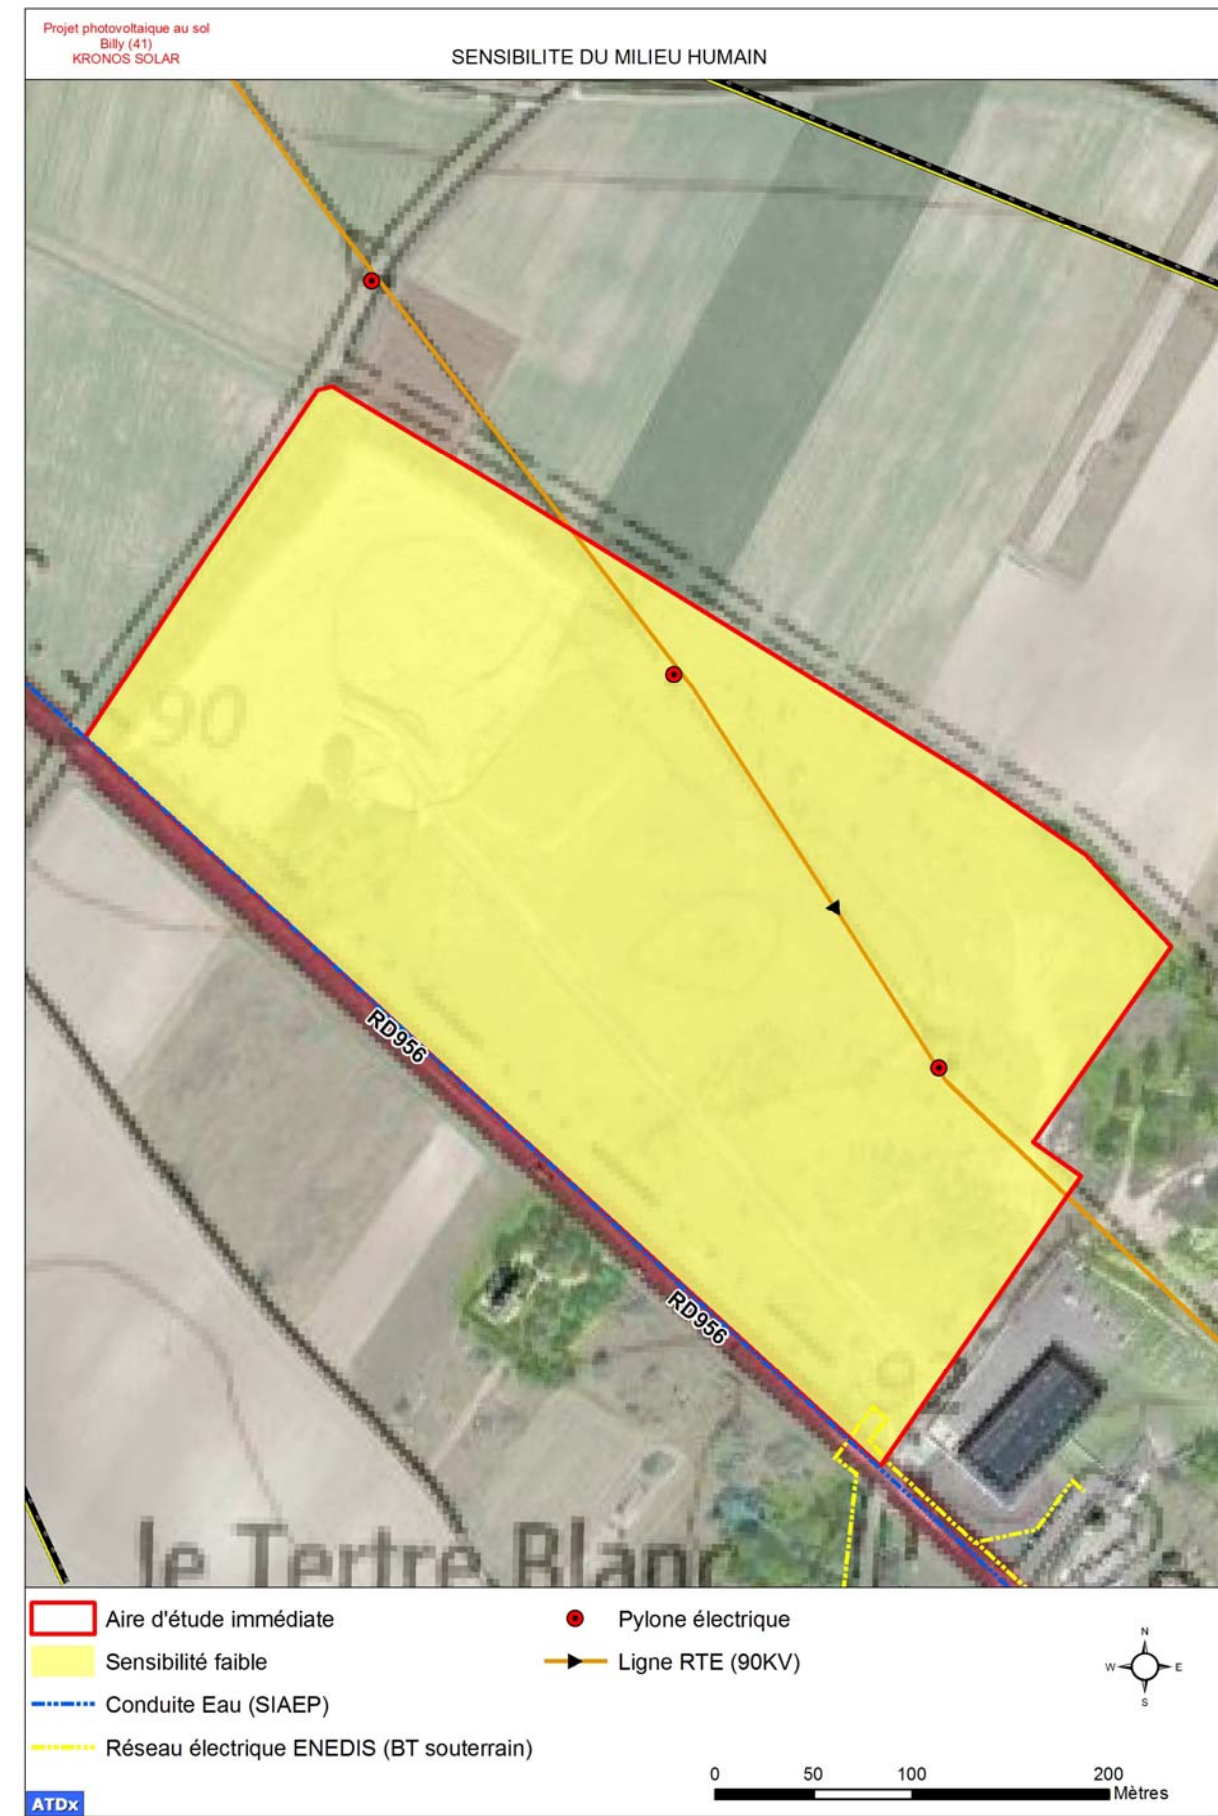 Projet photovoltaique au sol
Billy (41)
KRONOS SOLAR
SENSIBILITE DU MILIEU HUMAIN
90
RD956
RD956
le Tertre Blanc
Aire d'étude immédiate
Sensibilité faible
Conduite Eau (SIAEP)
Réseau électrique ENEDIS (BT souterrain)
Pylone électrique
Ligne RTE (90KV)
N
W
E
S
0
50
100
200
Mètres
ATDx